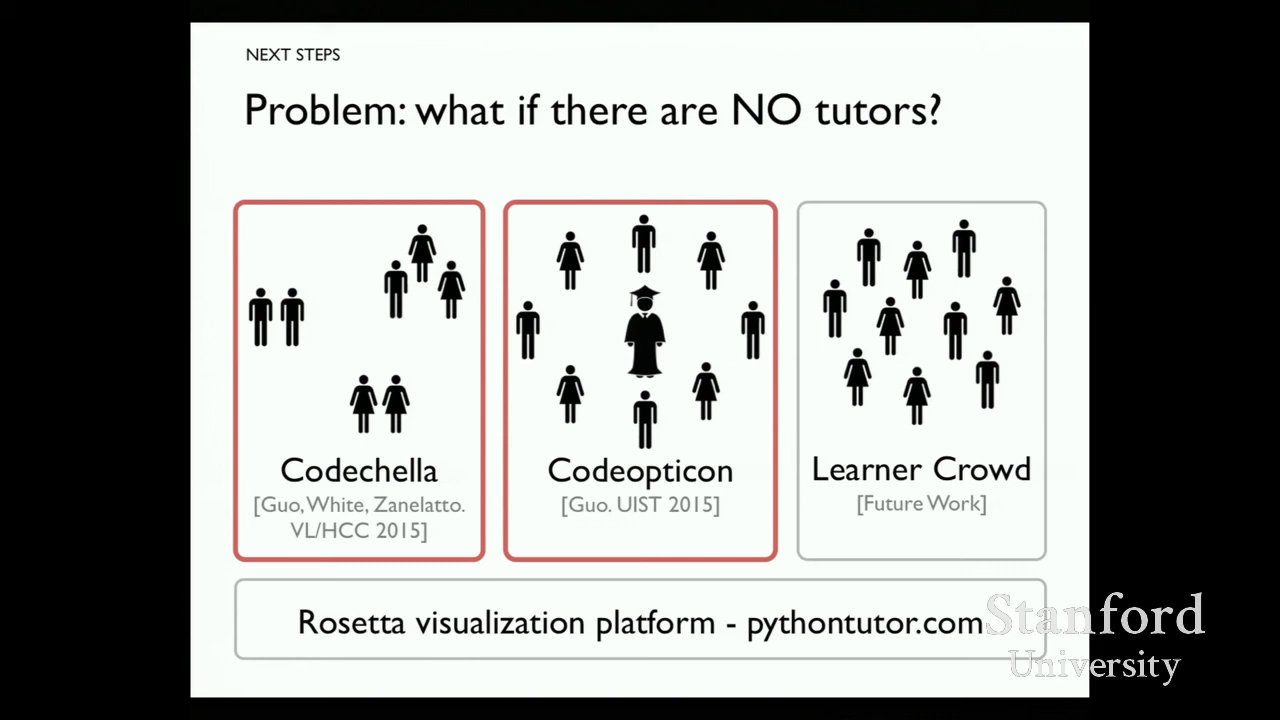 NEXT STEPS
Problem: what if there are NO tutors?
Codechella
[Guo, White, Zanelatto.
VL/HCC 2015]
Codeopticon
[Guo. UIST 2015]
Learner Crowd
[Future Work]
Rosetta visualization platform - pythontutor.com
Stanford
University